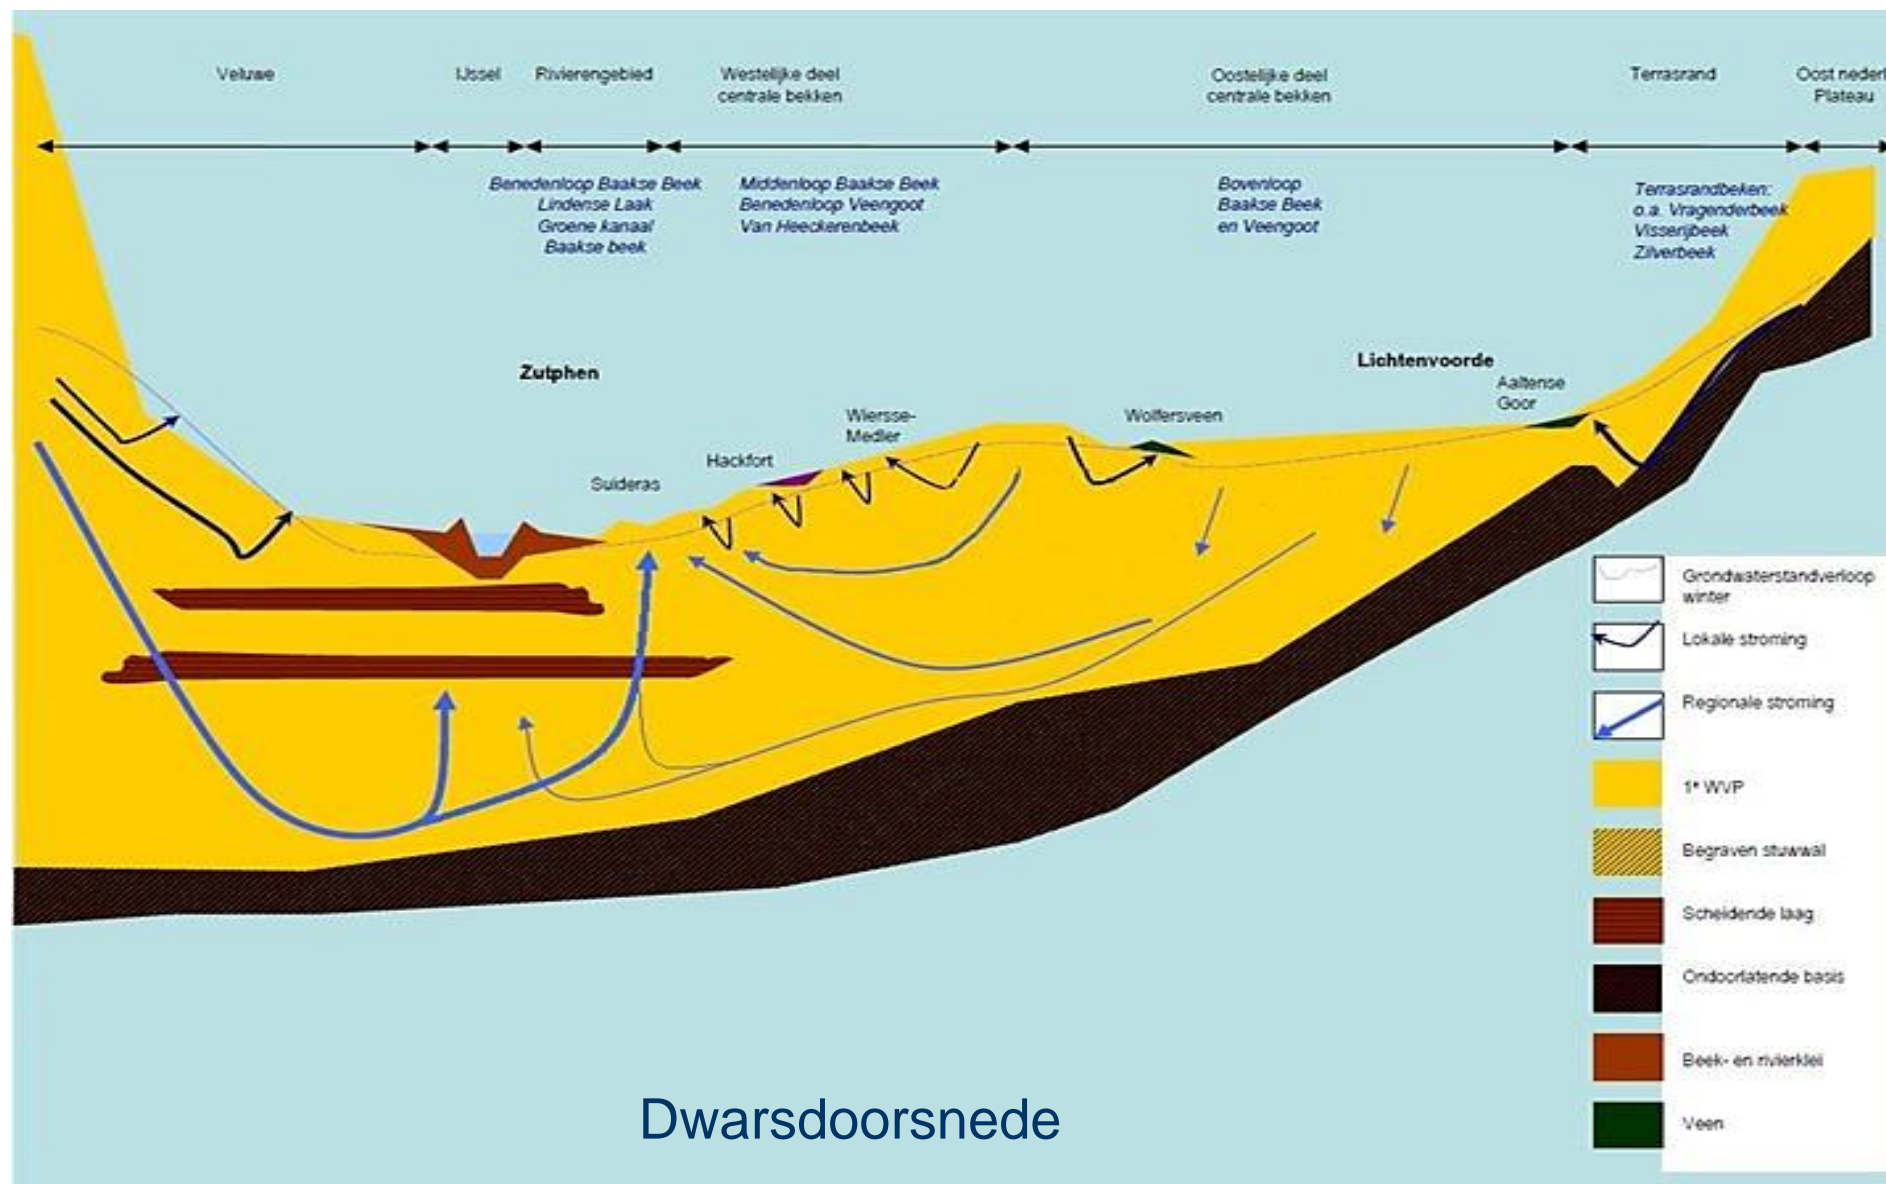 Veluwe
IJssel
Rivierengebied
Westelijke deel
centrale bekken
Oostelijke deel
centrale bekken
Terrasrand
Oost nederl
Plateau
Benedenloop Baakse Beek
Lindense Laak
Groene kanaal
Baakse beek
Middenloop Baakse Beek
Benedenloop Veengoot
Van Heeckerenbeek
Bovenloop
Baakse Beek
en Veengoot
Terrasrandbeken:
o.a. Vragenderbeek
Visserijbeek
Zilverbeek
Zutphen
Lichtenvoorde
Aaltense
Goor
Wolfersveen
Wiersse-
Medler
Hackfort
Suideras
Grondwaterstandverloop
winter
Lokale stroming
Regionale stroming
1e WVP
Begraven stuwwal
Scheidende laag
Ondoorlatende basis
Beek- en rivierklei
Veen
Dwarsdoorsnede